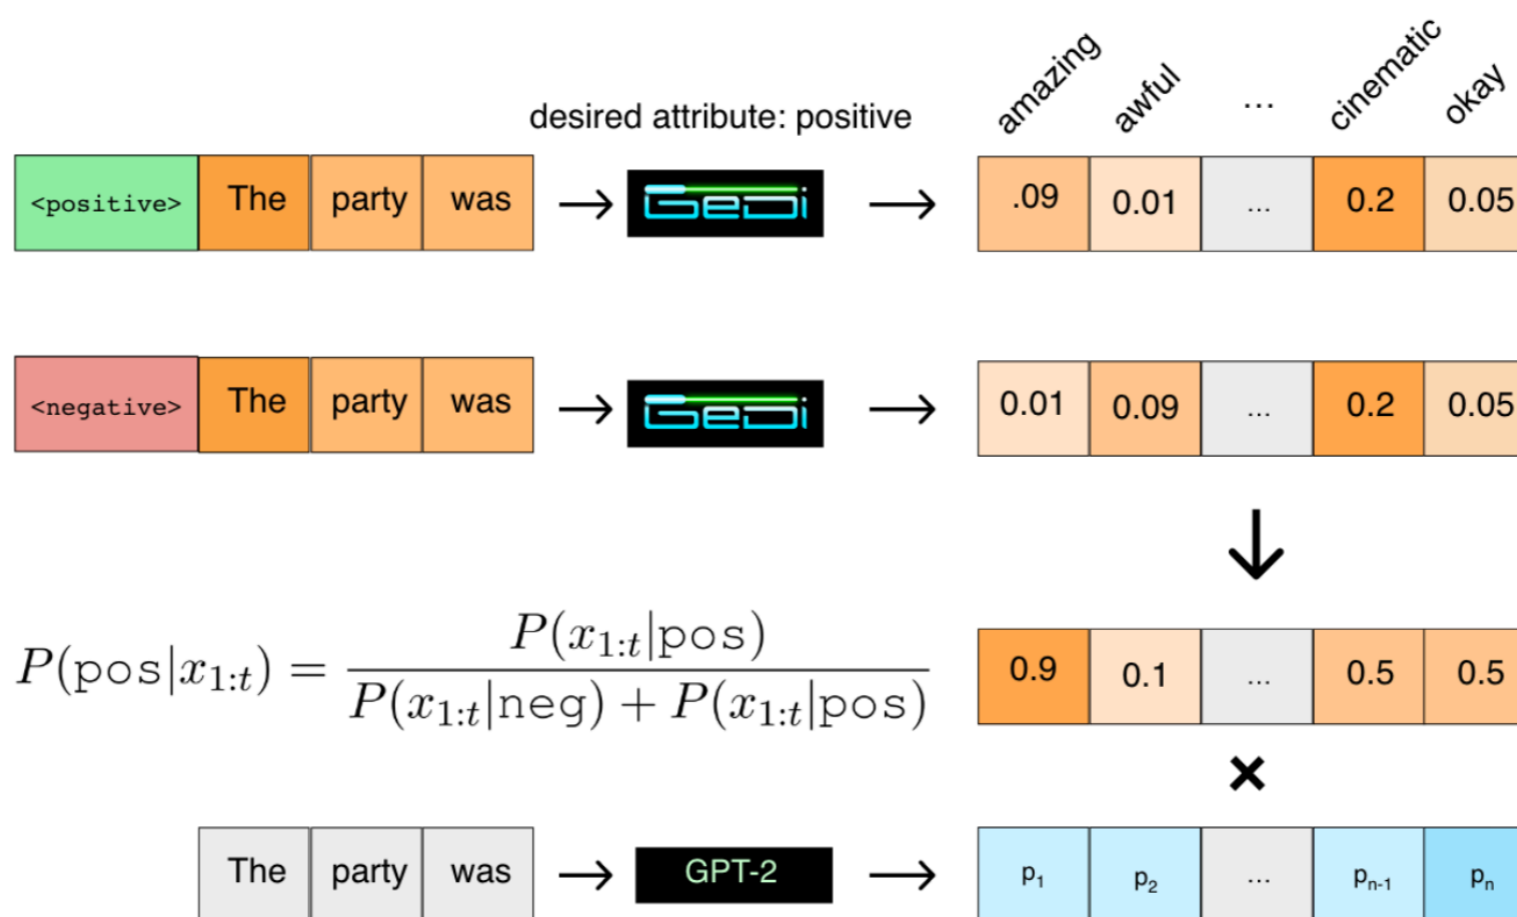 amazing awful ... cinematic okay
desired attribute: positive
<positive> The party was → GeDi → .09 0.01 ... 0.2 0.05
<negative> The party was → GeDi → 0.01 0.09 ... 0.2 0.05
P(pos|x1:t) = P(x1:t|pos) / P(x1:t|neg) + P(x1:t|pos)
0.9 0.1 ... 0.5 0.5
×
The party was → GPT-2 → p1 p2 ... pn-1 pn